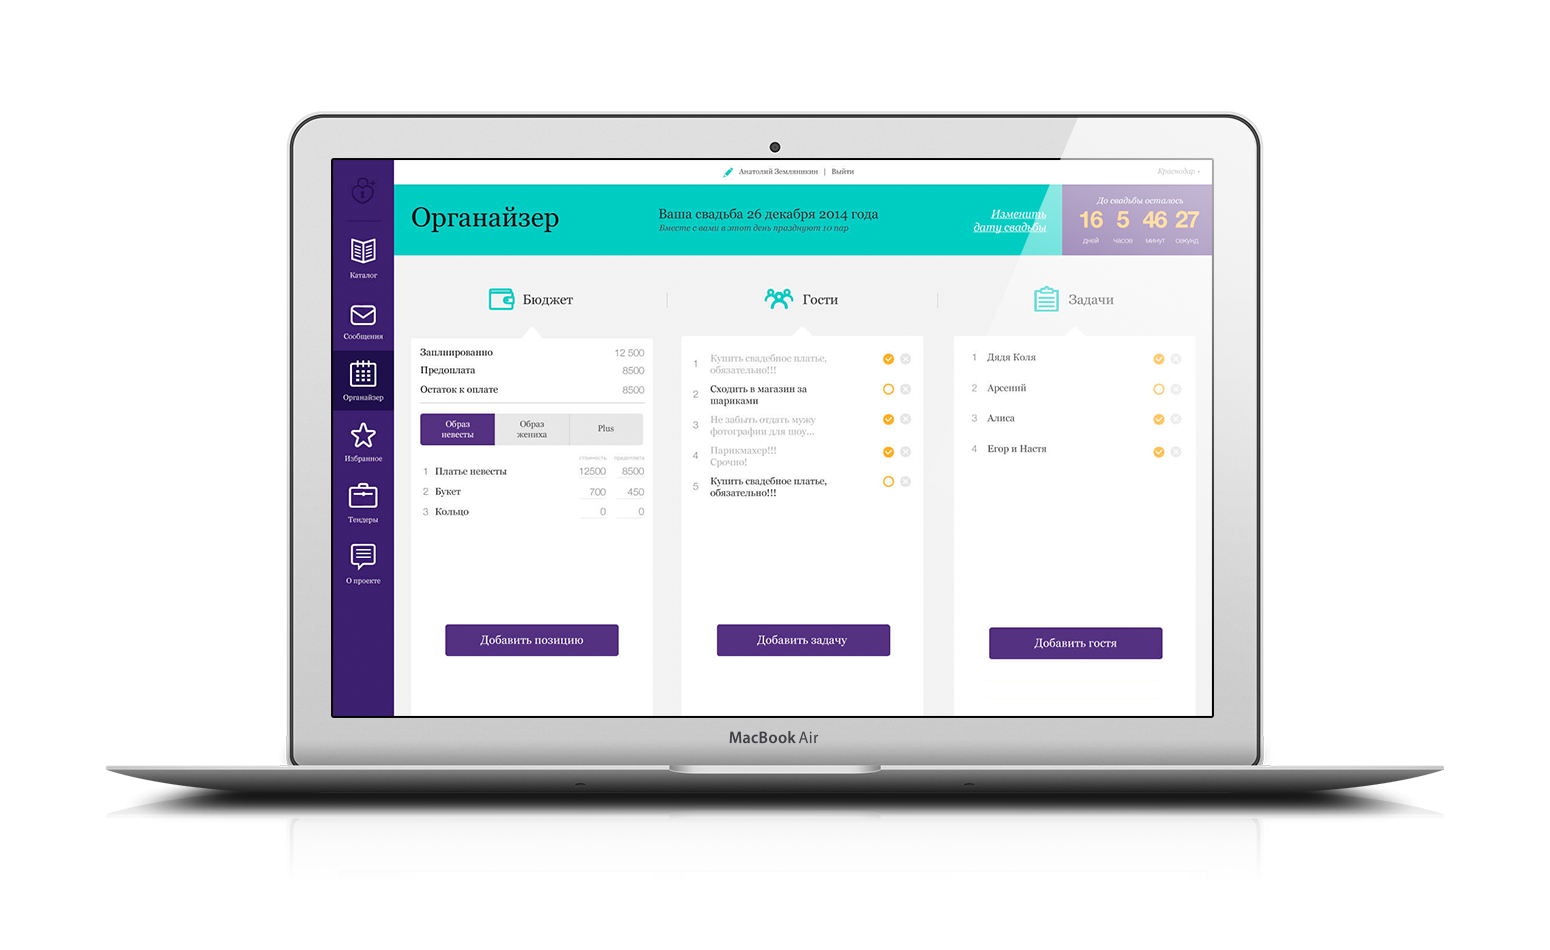 Анатолий Земляникин | Выйти
Краснодар
Органайзер
Ваша свадьба 26 декабря 2014 года
Вместе с вами в этот день празднуют 10 пар
Изменить
дату свадьбы
До свадьбы осталось
16 5 46 27
дней часов минут секунд
Каталог
Сообщения
Органайзер
Избранное
Тендеры
О проекте
Бюджет
Заплнированно 12 500
Предоплата 8500
Остаток к оплате 8500
Образ
невесты
Образ
жениха
Plus
стоимость предоплата
1 Платье невесты 12500 8500
2 Букет 700 450
3 Кольцо 0 0
Добавить позицию
Гости
1 Купить свадебное платье,
обязательно!!!
2 Сходить в магазин за
шариками
3 Не забыть отдать мужу
фотографии для шоу...
4 Парикмахер!!!
Срочно!
5 Купить свадебное платье,
обязательно!!!
Добавить задачу
Задачи
1 Дядя Коля
2 Арсений
3 Алиса
4 Егор и Настя
Добавить гостя
MacBook Air